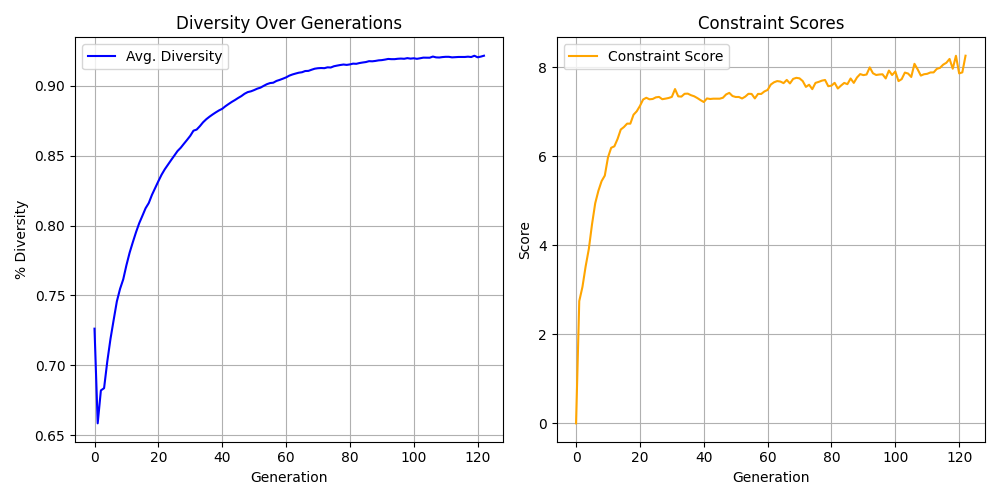 Diversity Over Generations
Avg. Diversity
% Diversity
0.90
0.85
0.80
0.75
0.70
0.65
0 20 40 60 80 100 120
Generation
Constraint Scores
Constraint Score
Score
8
6
4
2
0
0 20 40 60 80 100 120
Generation